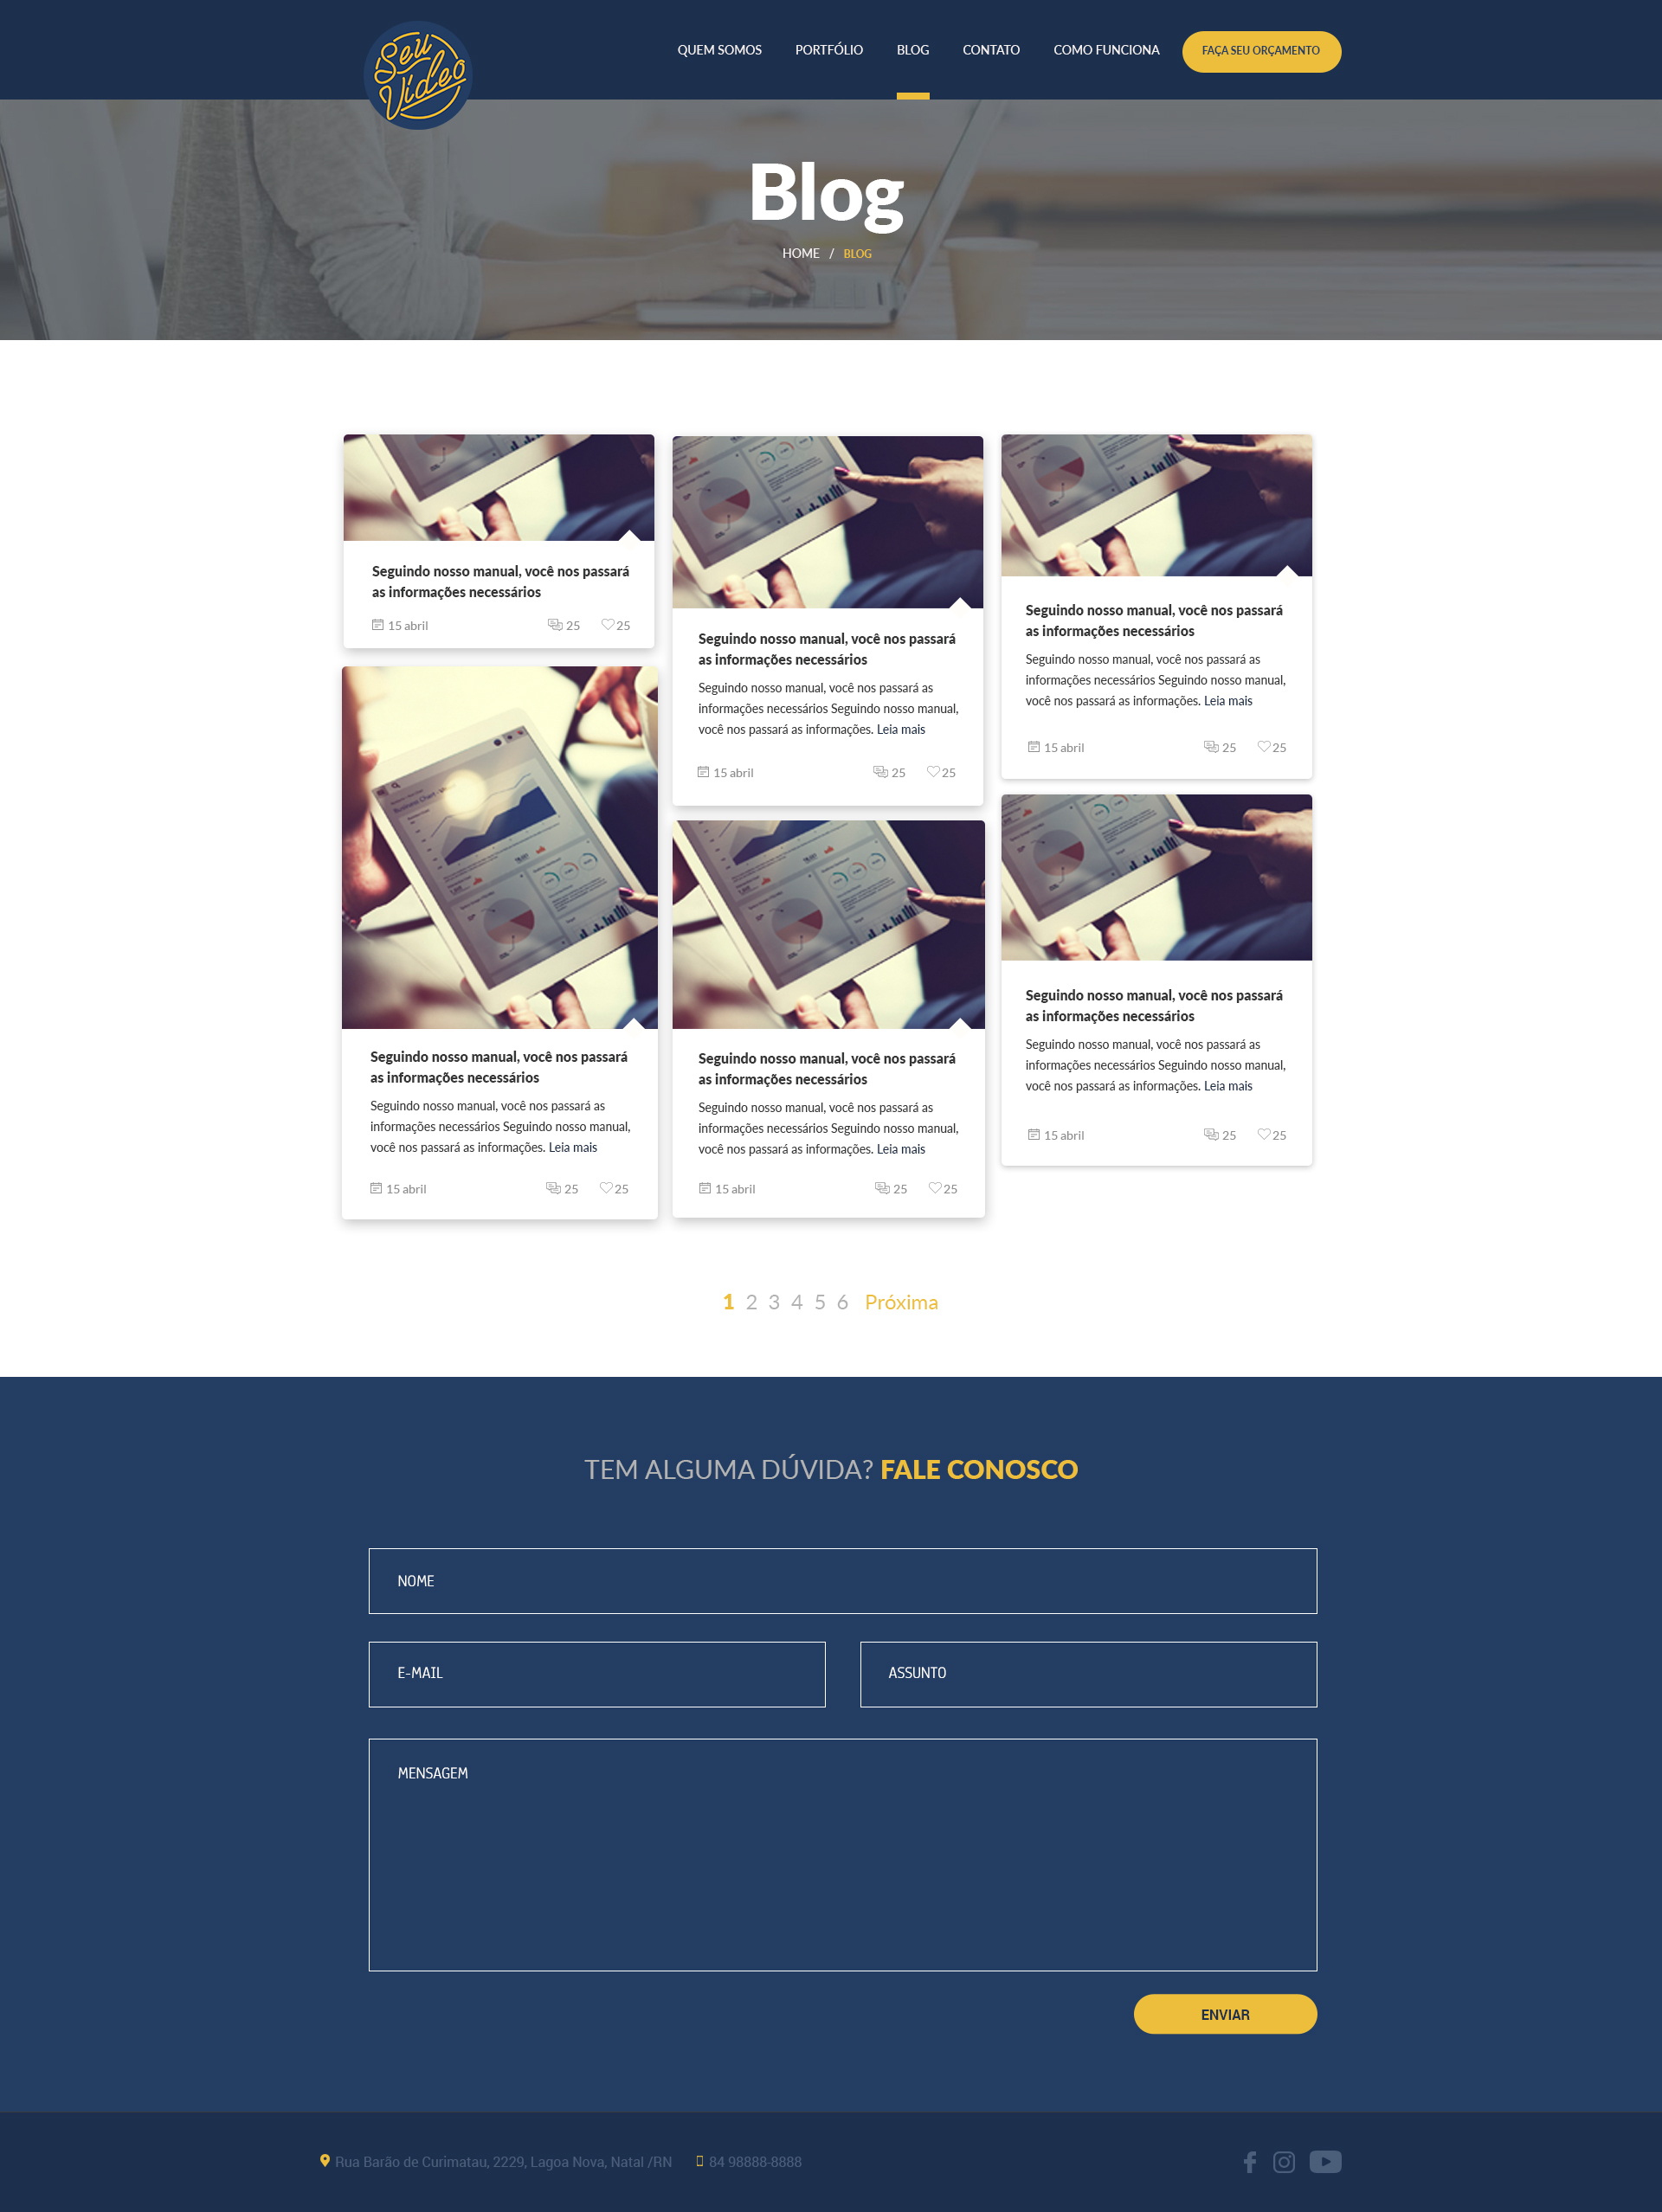 Seu
Vídeo
QUEM SOMOS
PORTFÓLIO
BLOG
CONTATO
COMO FUNCIONA
FAÇA SEU ORÇAMENTO
Blog
HOME / BLOG
Seguindo nosso manual, você nos passará
as informações necessários
15 abril
25
25
Seguindo nosso manual, você nos passará
as informações necessários
Seguindo nosso manual, você nos passará as
informações necessários Seguindo nosso manual,
você nos passará as informações. Leia mais
15 abril
25
25
Seguindo nosso manual, você nos passará
as informações necessários
Seguindo nosso manual, você nos passará as
informações necessários Seguindo nosso manual,
você nos passará as informações. Leia mais
15 abril
25
25
Business Chart
Seguindo nosso manual, você nos passará
as informações necessários
Seguindo nosso manual, você nos passará as
informações necessários Seguindo nosso manual,
você nos passará as informações. Leia mais
15 abril
25
25
Seguindo nosso manual, você nos passará
as informações necessários
Seguindo nosso manual, você nos passará as
informações necessários Seguindo nosso manual,
você nos passará as informações. Leia mais
15 abril
25
25
Seguindo nosso manual, você nos passará
as informações necessários
Seguindo nosso manual, você nos passará as
informações necessários Seguindo nosso manual,
você nos passará as informações. Leia mais
15 abril
25
25
1 2 3 4 5 6 Próxima
TEM ALGUMA DÚVIDA? FALE CONOSCO
NOME
E-MAIL
ASSUNTO
MENSAGEM
ENVIAR
Rua Barão de Curimatau, 2229, Lagoa Nova, Natal /RN
84 98888-8888